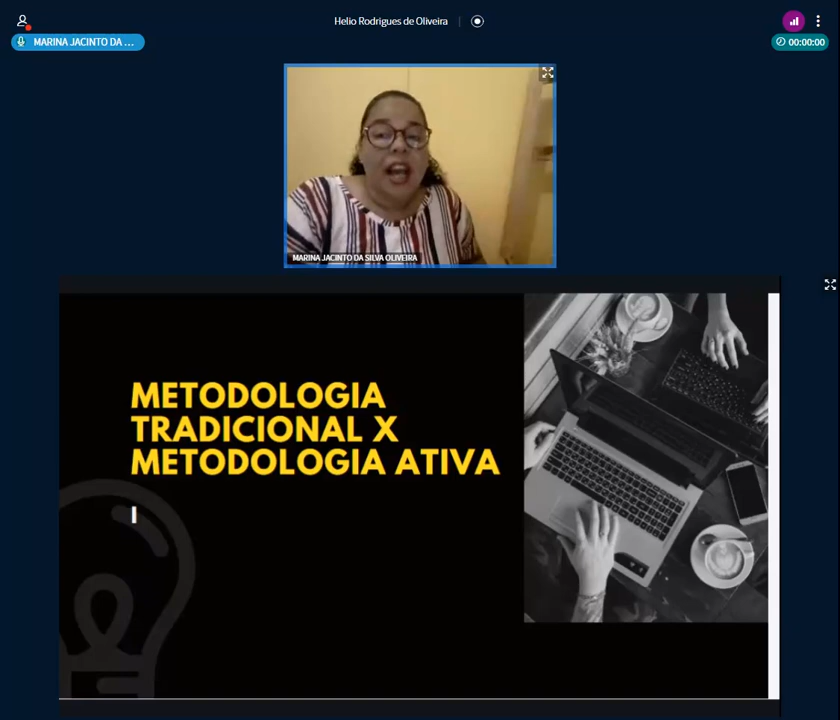 Helio Rodrigues de Oliveira
MARINA JACINTO DA ...
00:00:00
MARINA JACINTO DA SILVA OLIVEIRA
METODOLOGIA
TRADICIONAL X
METODOLOGIA ATIVA